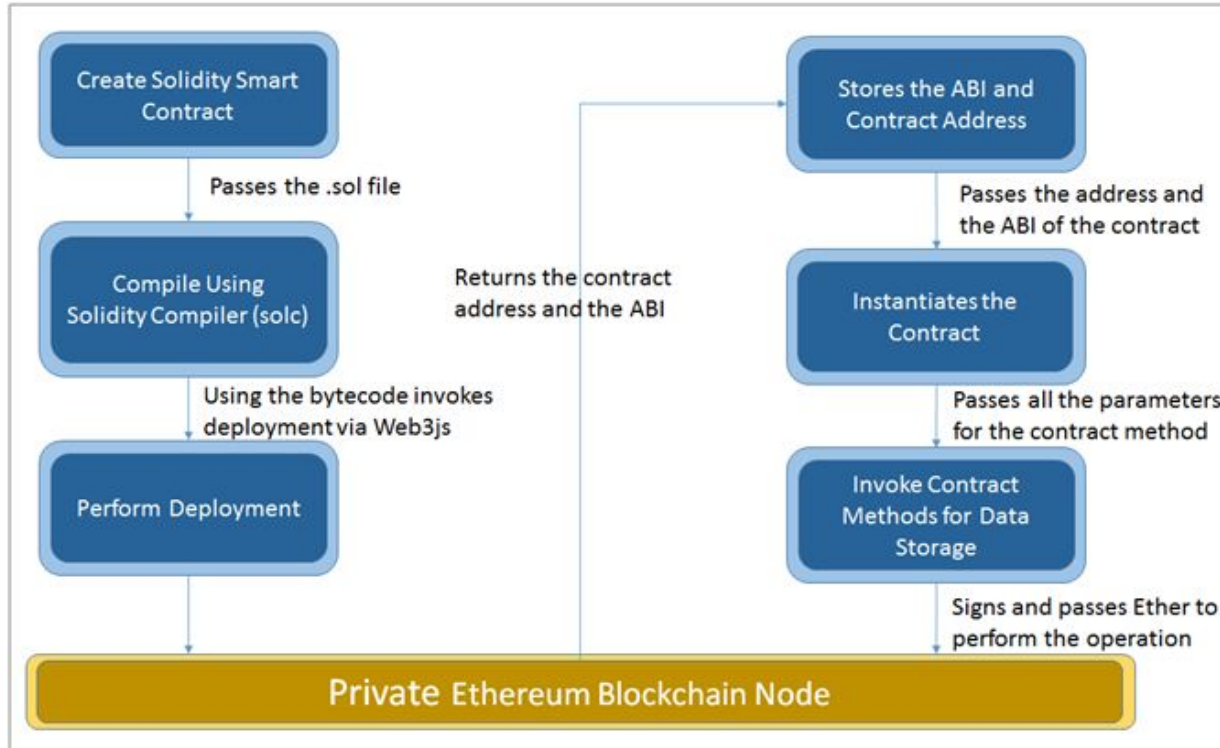 Create Solidity Smart
Contract
Passes the .sol file
Compile Using
Solidity Compiler (solc)
Using the bytecode invokes
deployment via Web3js
Perform Deployment
Returns the contract
address and the ABI
Stores the ABI and
Contract Address
Passes the address and
the ABI of the contract
Instantiates the
Contract
Passes all the parameters
for the contract method
Invoke Contract
Methods for Data
Storage
Signs and passes Ether to
perform the operation
Private Ethereum Blockchain Node